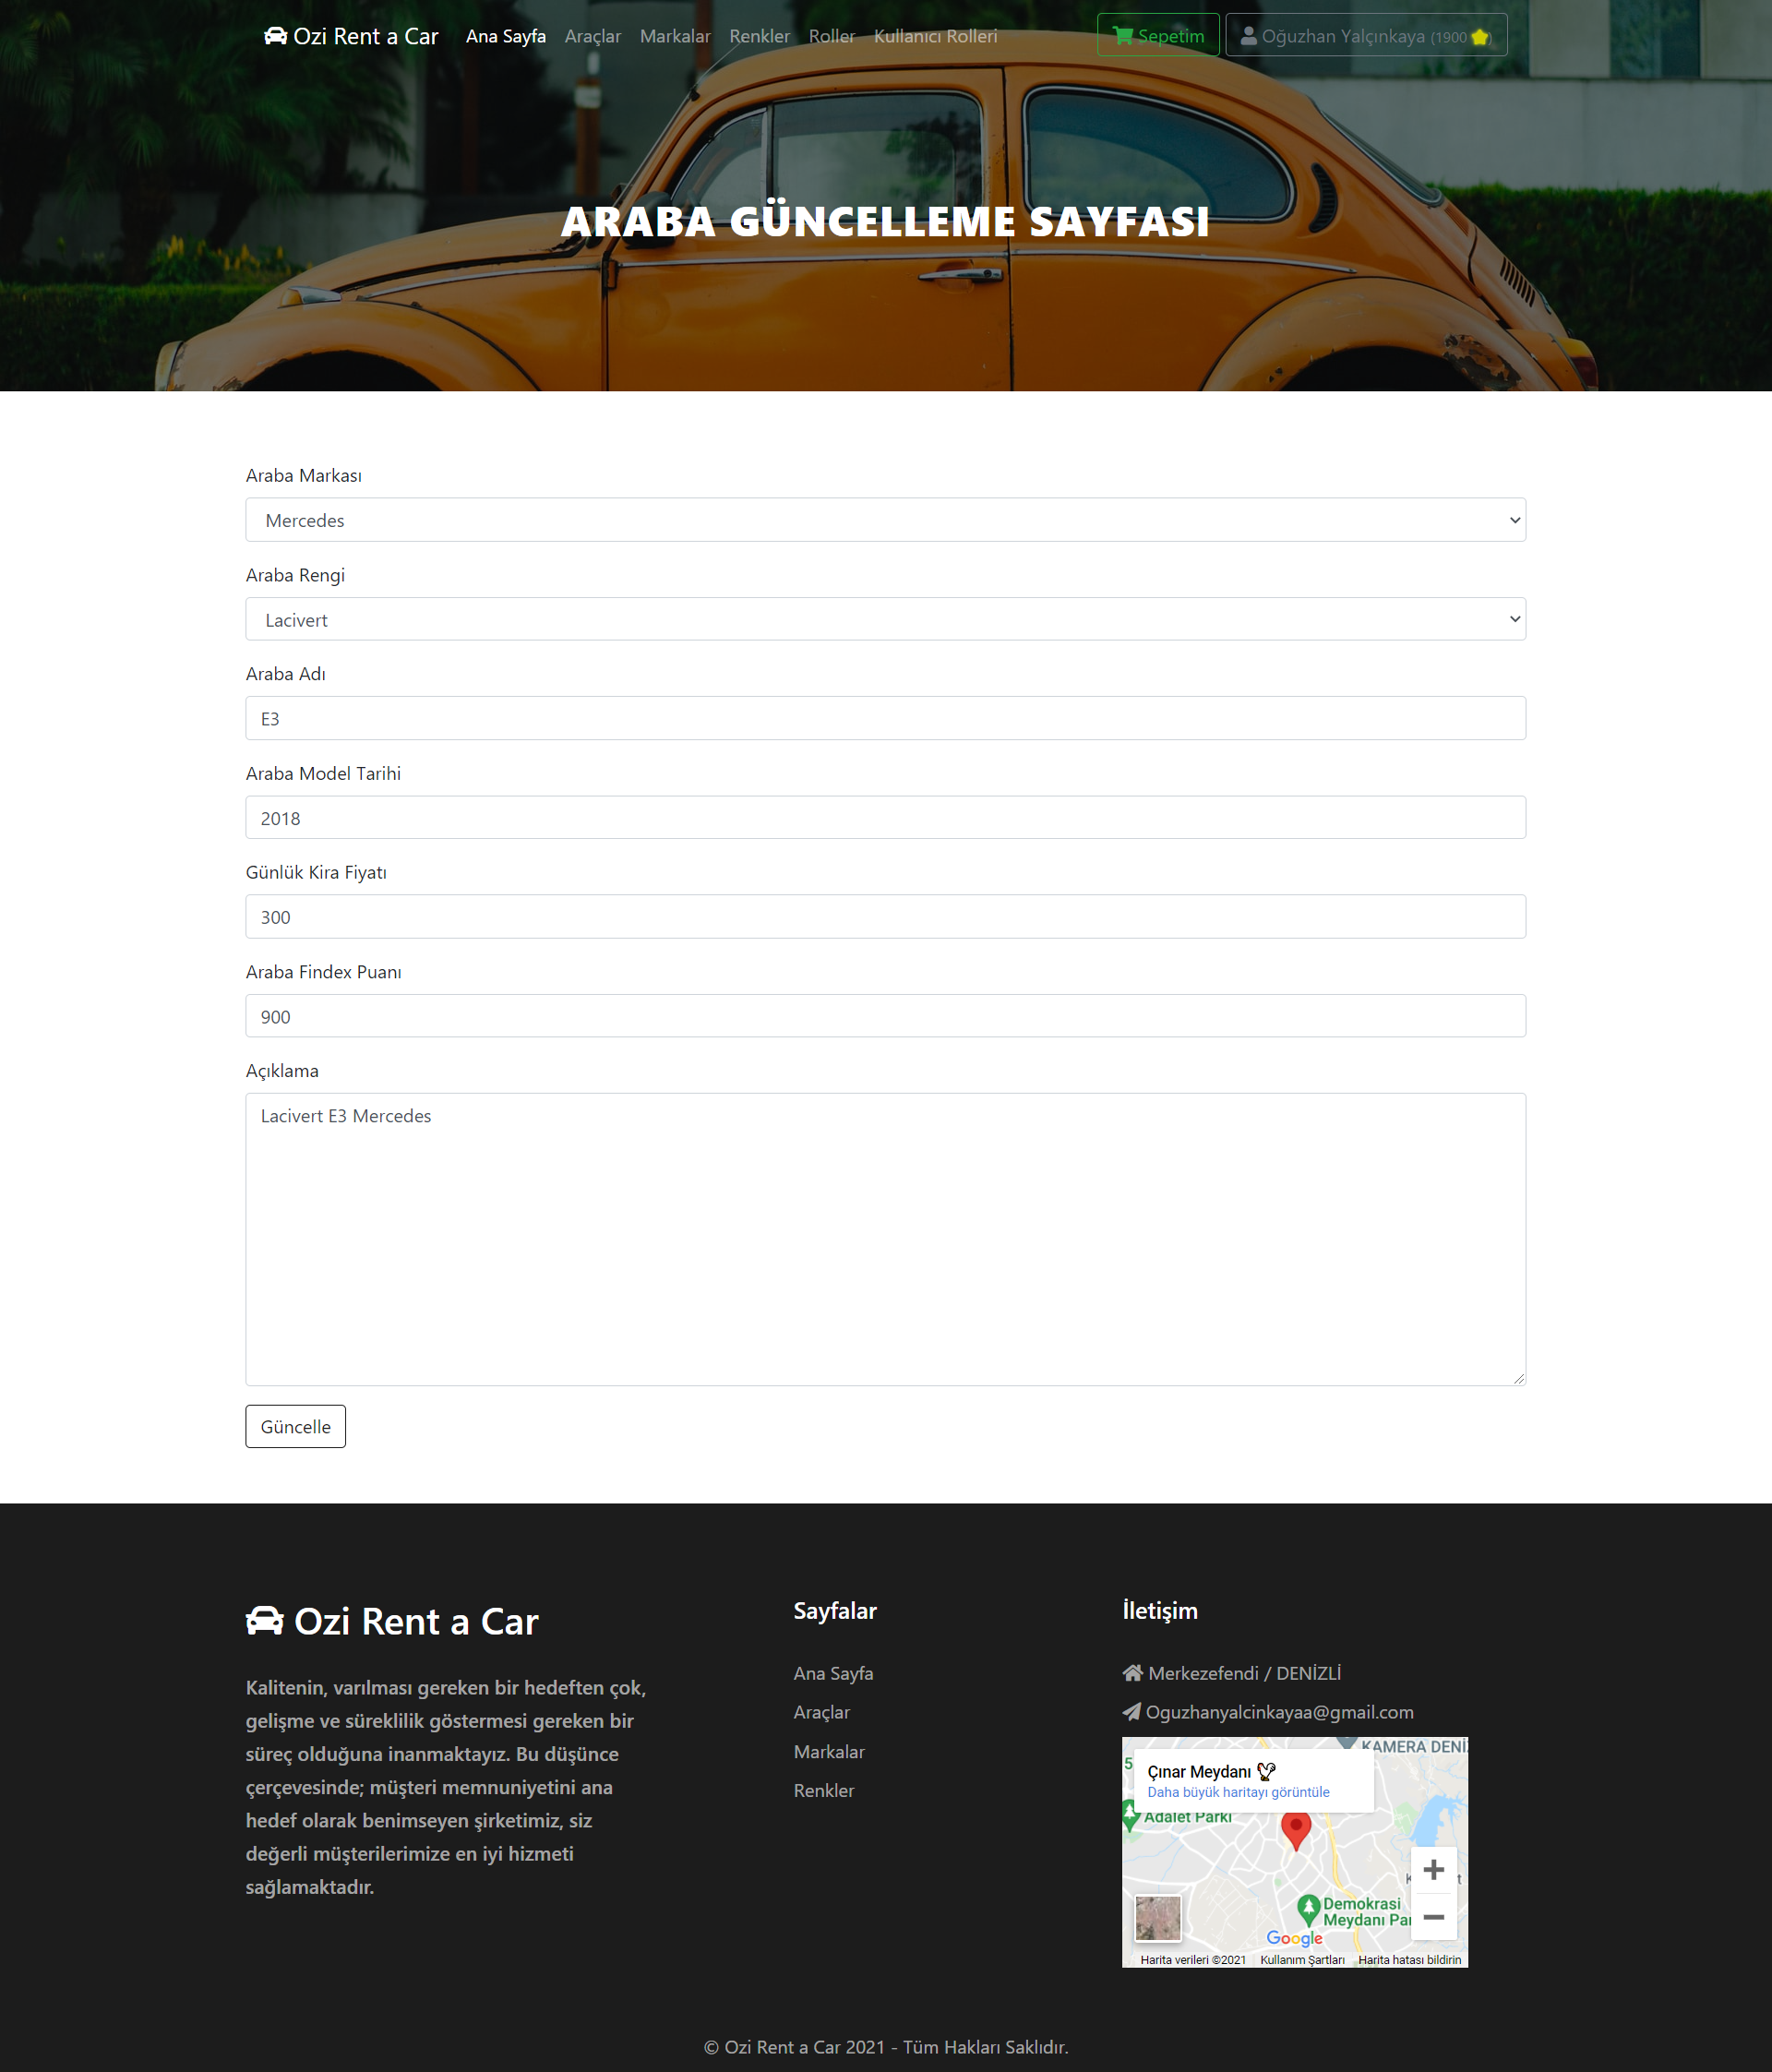 Ozi Rent a Car Ana Sayfa Araçlar Markalar Renkler Roller Kullanıcı Rolleri Sepetim Oğuzhan Yalçınkaya (1900 )
ARABA GÜNCELLEME SAYFASI
Araba Markası
Mercedes
Araba Rengi
Lacivert
Araba Adı
E3
Araba Model Tarihi
2018
Günlük Kira Fiyatı
300
Araba Findex Puanı
900
Açıklama
Lacivert E3 Mercedes
Güncelle
Ozi Rent a Car
Kalitenin, varılması gereken bir hedeften çok,
gelişme ve süreklilik göstermesi gereken bir
süreç olduğuna inanmaktayız. Bu düşünce
çerçevesinde; müşteri memnuniyetini ana
hedef olarak benimseyen şirketimiz, siz
değerli müşterilerimize en iyi hizmeti
sağlamaktadır.
Sayfalar
Ana Sayfa
Araçlar
Markalar
Renkler
İletişim
Merkezefendi / DENİZLİ
Oguzhanyalcinkayaa@gmail.com
KAMERA DENİZ
Çınar Meydanı
Daha büyük haritayı görüntüle
Adalet Parkı
Demokrasi
Meydanı Par
Google
Harita verileri ©2021 Kullanım Şartları Harita hatası bildirin
© Ozi Rent a Car 2021 - Tüm Hakları Saklıdır.